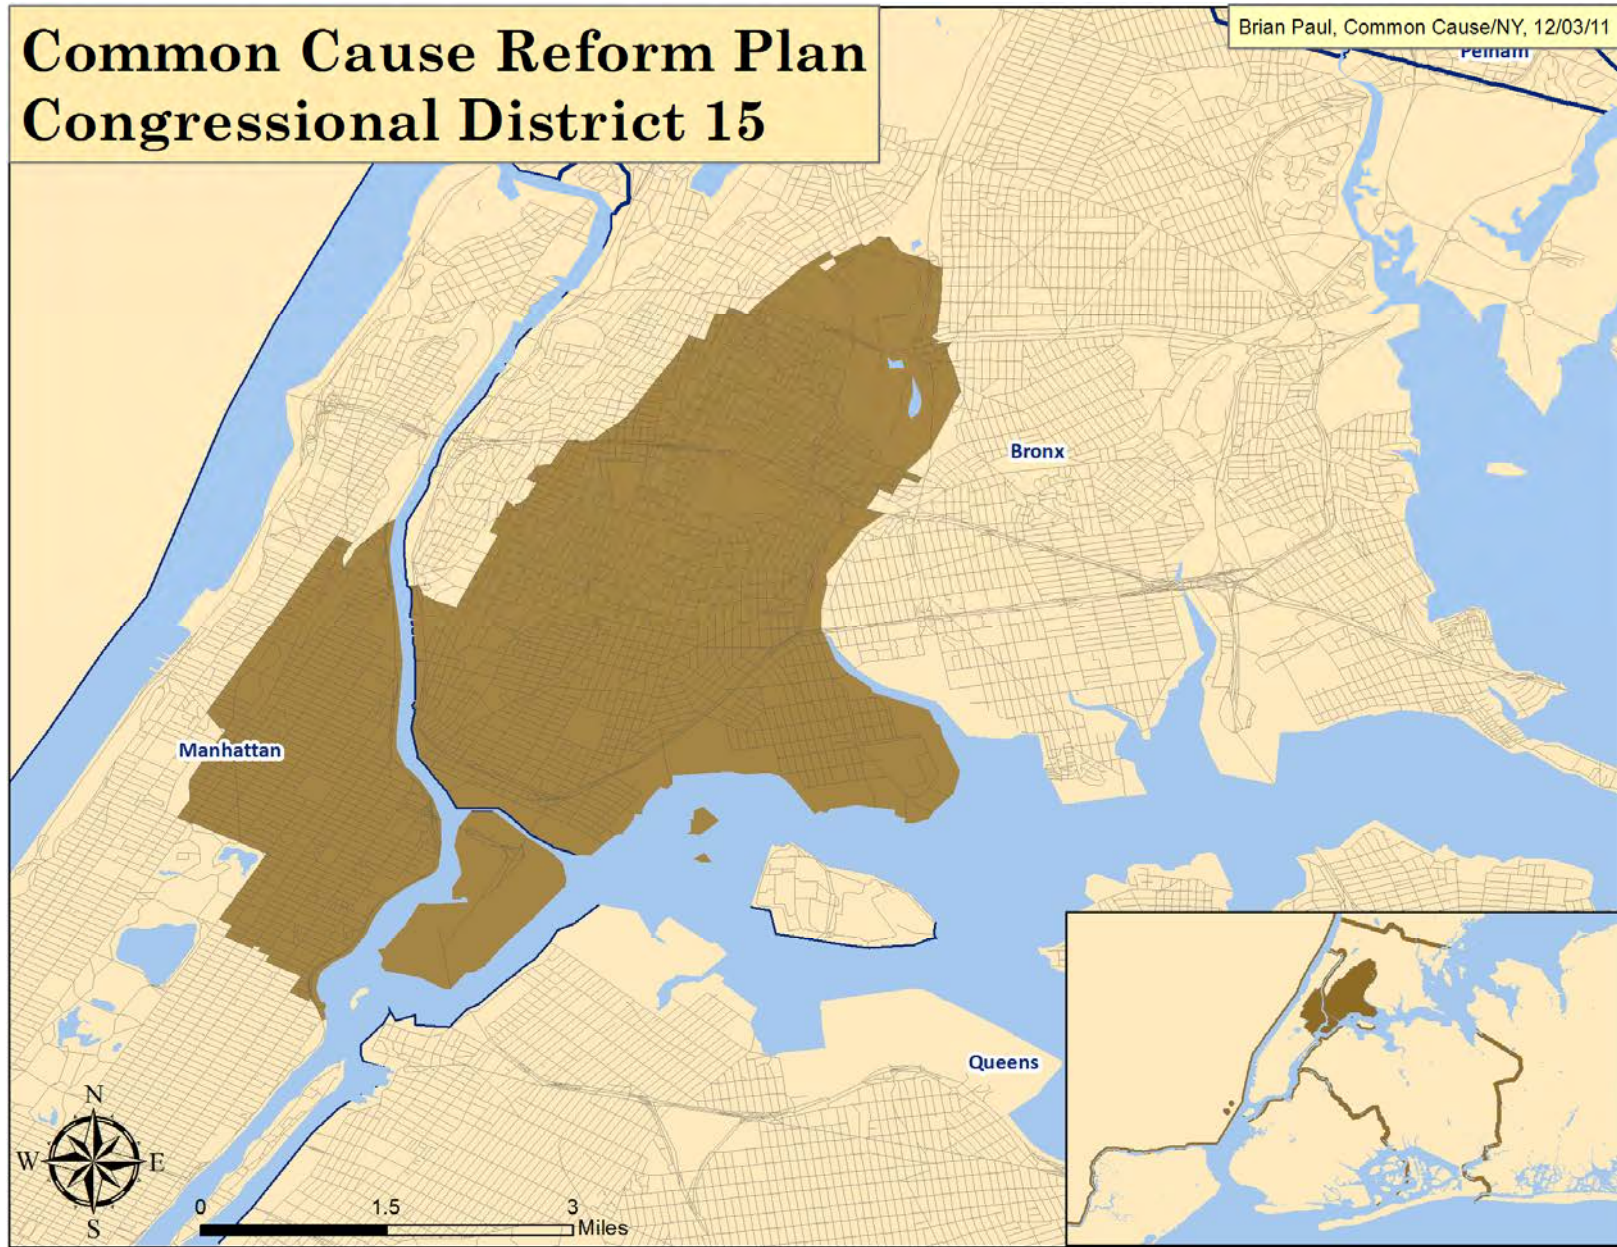 Common Cause Reform Plan
Congressional District 15
Brian Paul, Common Cause/NY, 12/03/11
Pelham
Bronx
Manhattan
Queens
N
W E
S
0 1.5 3
Miles